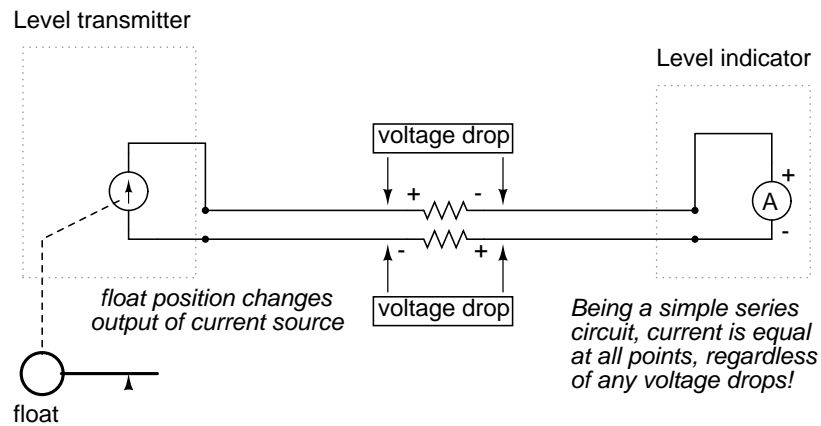 Level transmitter
Level indicator
voltage drop
+ -
+
A
-
- +
voltage drop
float position changes
output of current source
Being a simple series
circuit, current is equal
at all points, regardless
of any voltage drops!
float